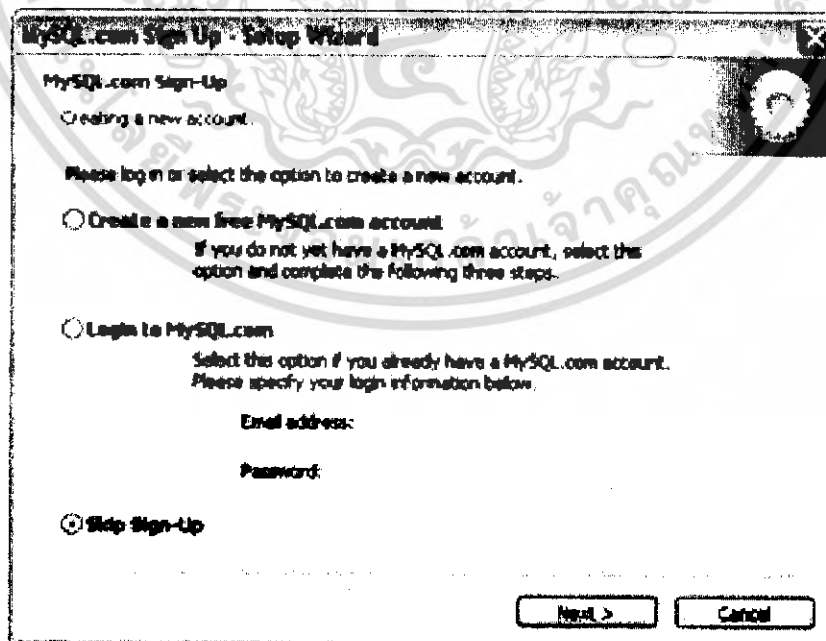 MySQL.com Sign Up - Setup Wizard
MySQL.com Sign-Up
Creating a new account.
Please log in or select the option to create a new account.
Create a new free MySQL.com account
If you do not yet have a MySQL.com account, select this
option and complete the following three steps.
Login to MySQL.com
Select this option if you already have a MySQL.com account.
Please specify your login information below.
Email address:
Password:
Skip Sign-Up
Next >
Cancel